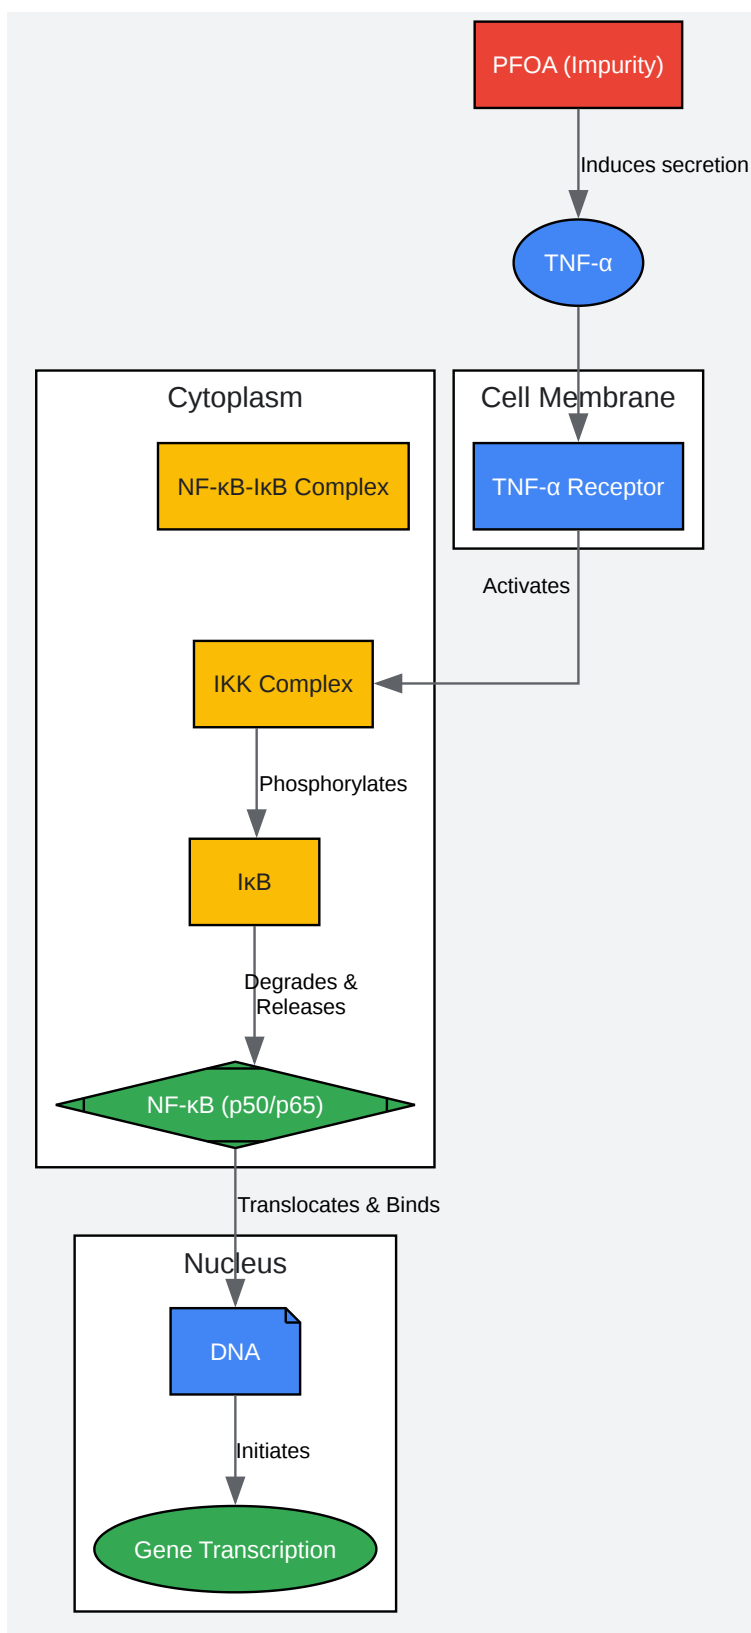 PFOA (Impurity)
Induces secretion
TNF-α
Cytoplasm
Cell Membrane
NF-κB-IκB Complex
TNF-α Receptor
Activates
IKK Complex
Phosphorylates
IκB
Degrades &
Releases
NF-κB (p50/p65)
Translocates & Binds
Nucleus
DNA
Initiates
Gene Transcription